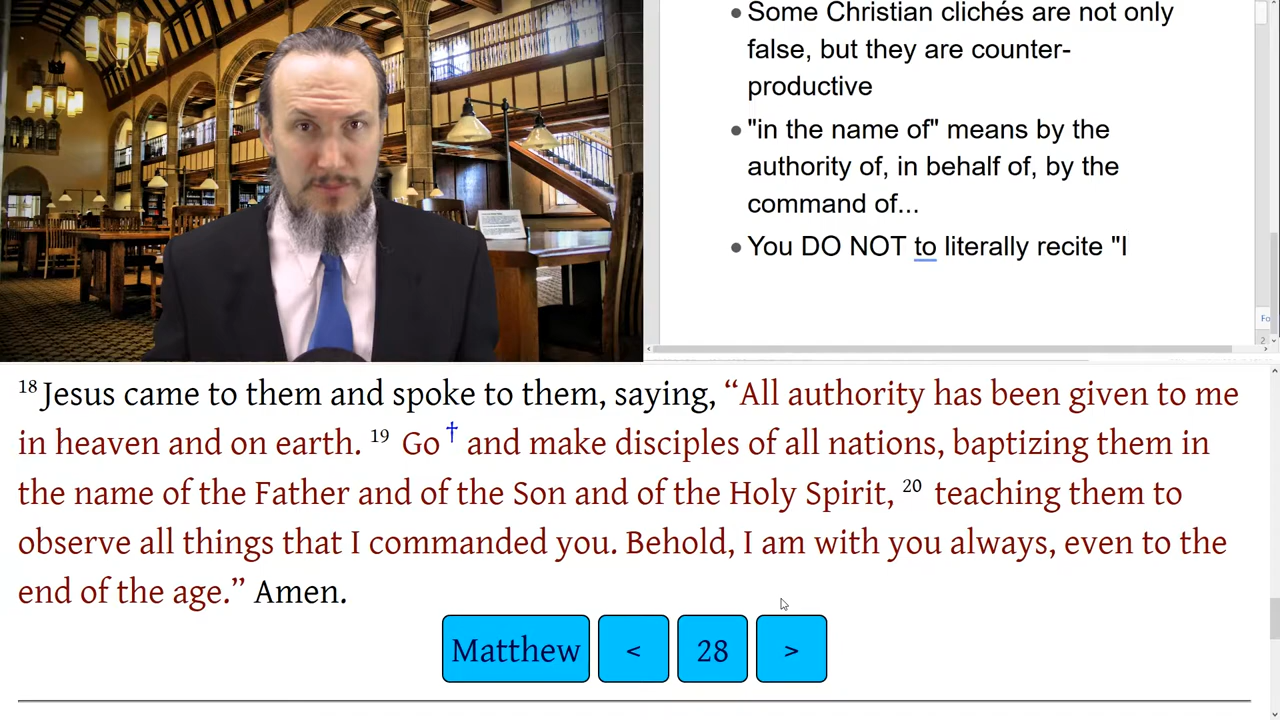 Some Christian clichés are not only
false, but they are counter-
productive
"in the name of" means by the
authority of, in behalf of, by the
command of...
You DO NOT to literally recite "I
Fo
2
18 Jesus came to them and spoke to them, saying, “All authority has been given to me
in heaven and on earth. 19 Go† and make disciples of all nations, baptizing them in
the name of the Father and of the Son and of the Holy Spirit, 20 teaching them to
observe all things that I commanded you. Behold, I am with you always, even to the
end of the age.” Amen.
Matthew < 28 >